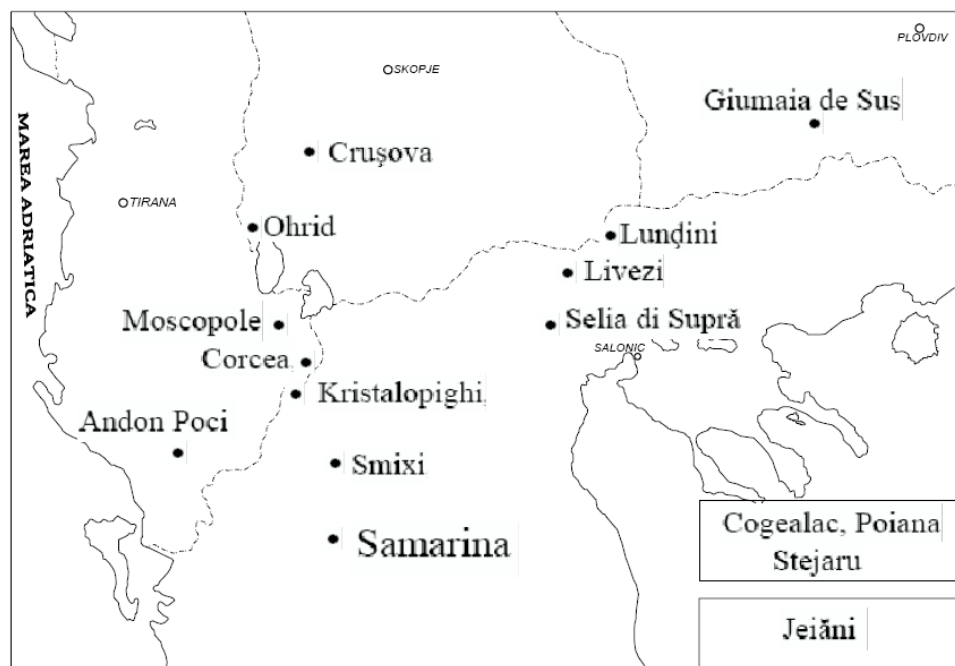 PLOVDIV
SKOPJE
Giumaia de Sus
MAREA ADRIATICA
Crușova
TIRANA
Ohrid
Lunḑini
Livezi
Moscopole
Selia di Supră
SALONIC
Corcea
Kristalopighi
Andon Poci
Smixi
Samarina
Cogealac, Poiana
Stejaru
Jeiăni